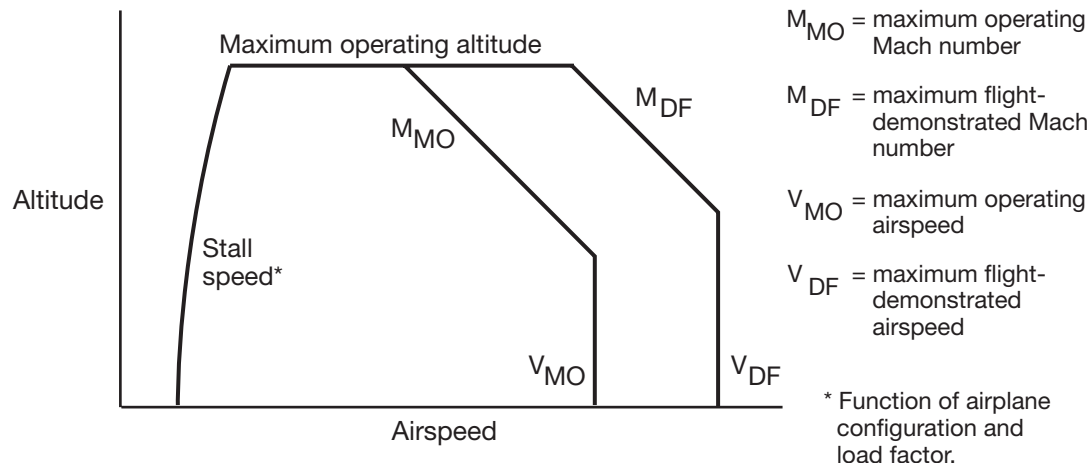 Maximum operating altitude
M_MO
M_DF
Altitude
Stall
speed*
V_MO
V_DF
Airspeed
M_MO = maximum operating
Mach number
M_DF = maximum flight-
demonstrated Mach
number
V_MO = maximum operating
airspeed
V_DF = maximum flight-
demonstrated
airspeed
* Function of airplane
configuration and
load factor.